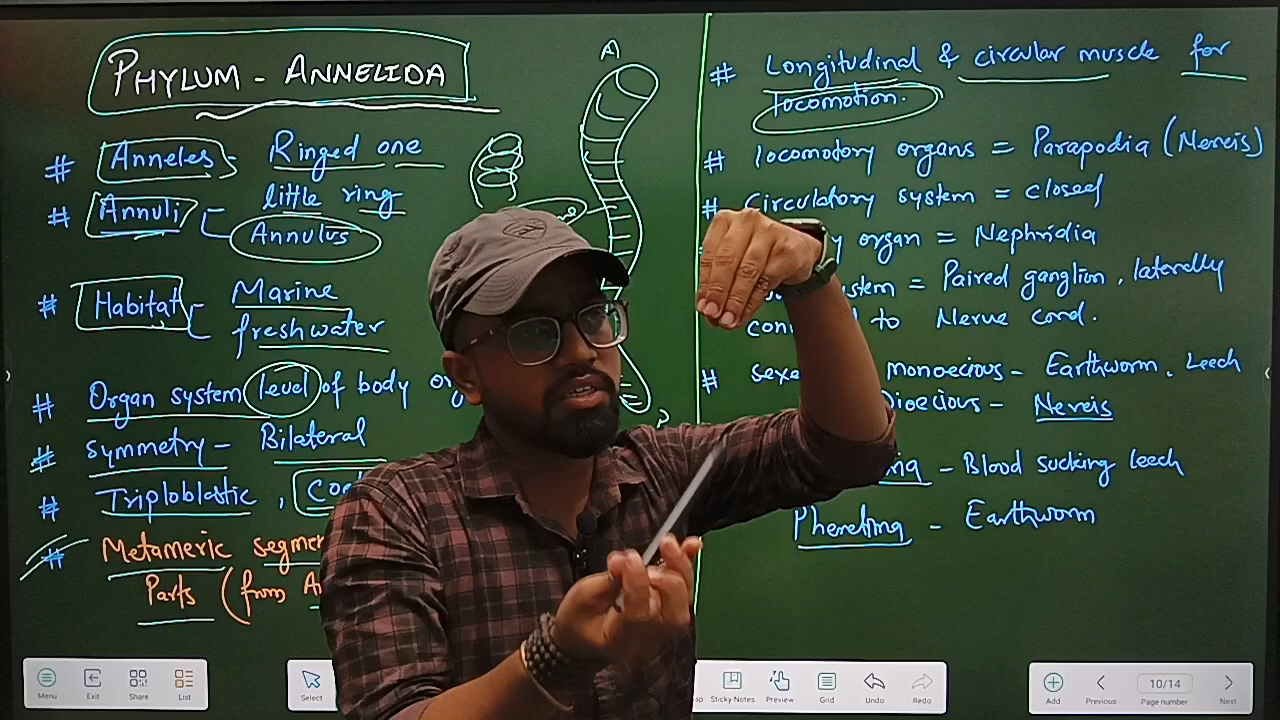 PHYLUM - ANNELIDA
# Anneles - Ringed one
# Annuli - little ring
Annulus
# Habitat - Marine
freshwater
# Organ system level of body
# symmetry - Bilateral
# Triploblastic ,
# Metameric
Parts (from
A
# Longitudinal & circular muscle for
locomotion.
# locomotory organs = Parapodia (Nereis)
# Circulatory system = closed
organ = Nephridia
= Paired ganglion, laterally
to Nerve cord.
# monoecious - Earthworm, Leech
Dioecious - Nereis
- Blood sucking leech
Pheretima - Earthworm
Menu
Exit
Share
List
Select
Sticky Notes
Preview
Grid
Undo
Redo
Add
Previous
10/14
Page number
Next